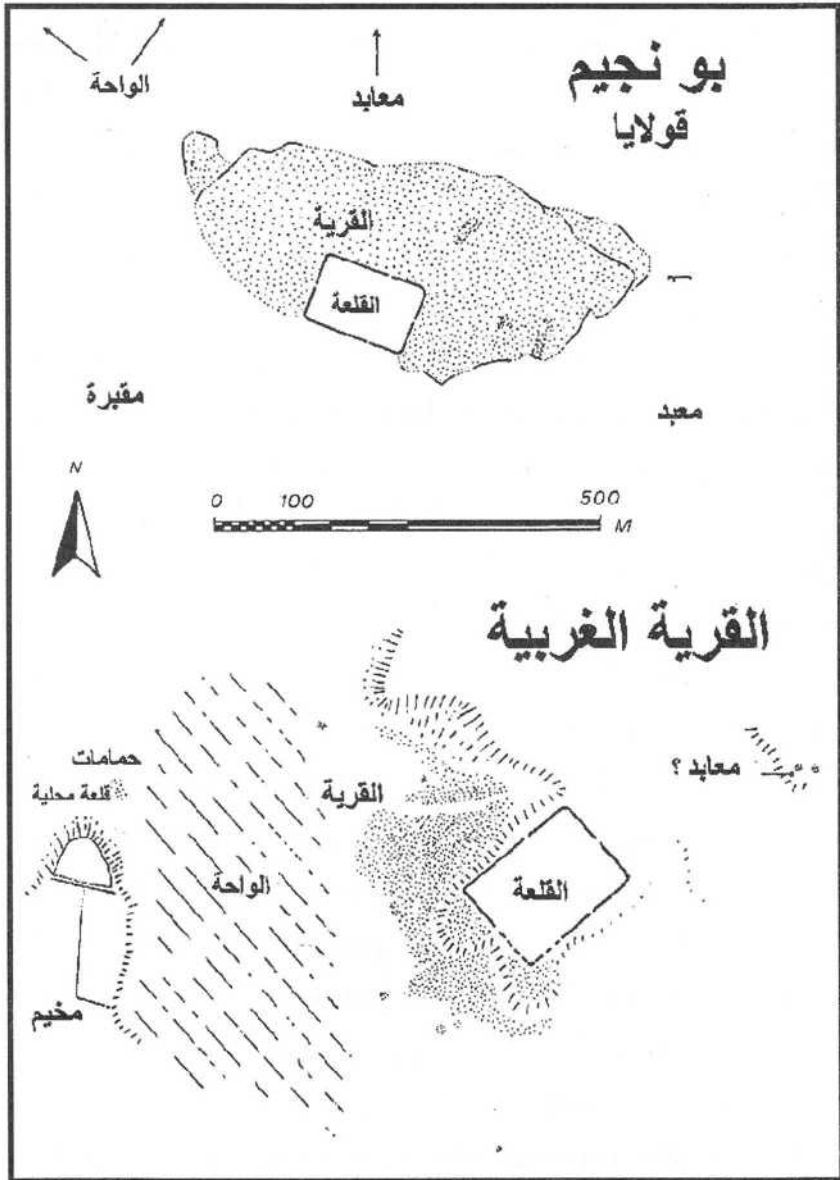 بو نجيم
قولايا
الواحة
معابد
القرية
القلعة
مقبرة
معبد
N
0 100 500
M
القرية الغربية
حمامات
قلعة محلية
القرية
معابد ؟
الواحة
القلعة
مخيم